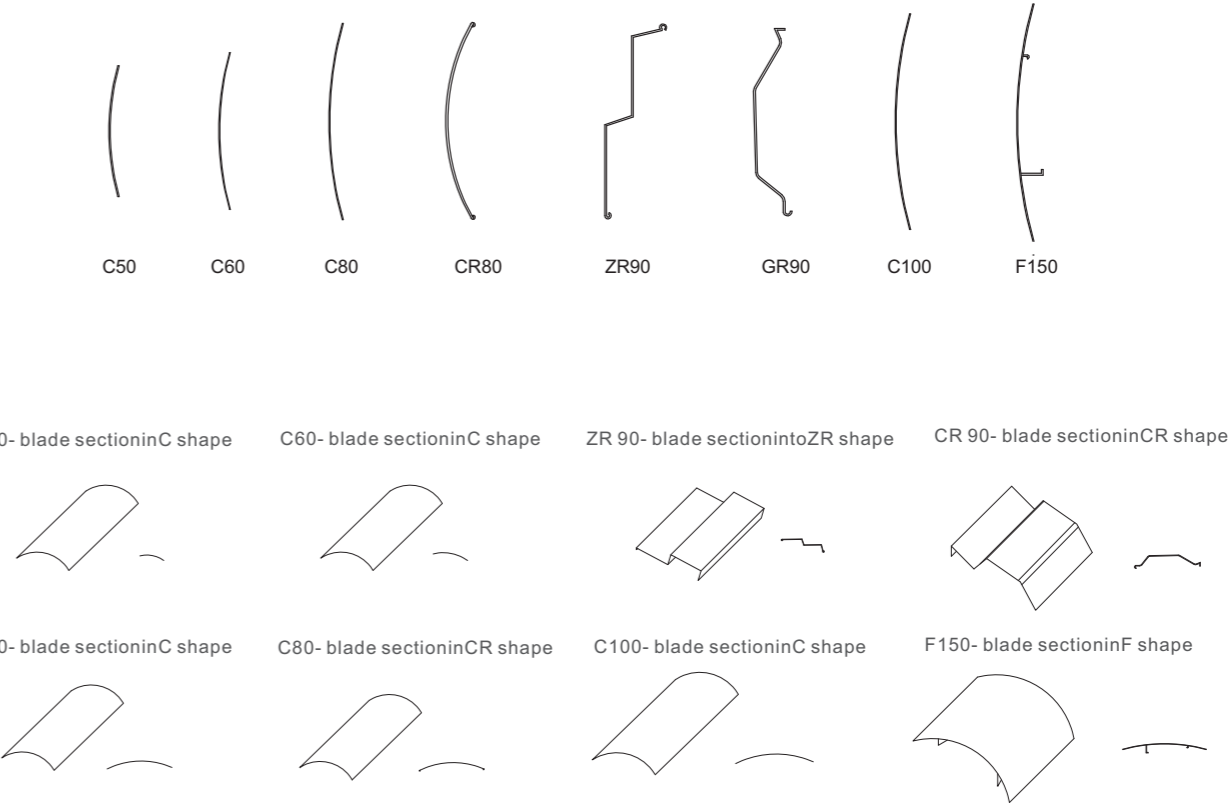 C50
C60
C80
CR80
ZR90
GR90
C100
F150
0- blade sectioninC shape
C60- blade sectioninC shape
ZR 90- blade sectionintoZR shape
CR 90- blade sectioninCR shape
0- blade sectioninC shape
C80- blade sectioninCR shape
C100- blade sectioninC shape
F150- blade sectioninF shape